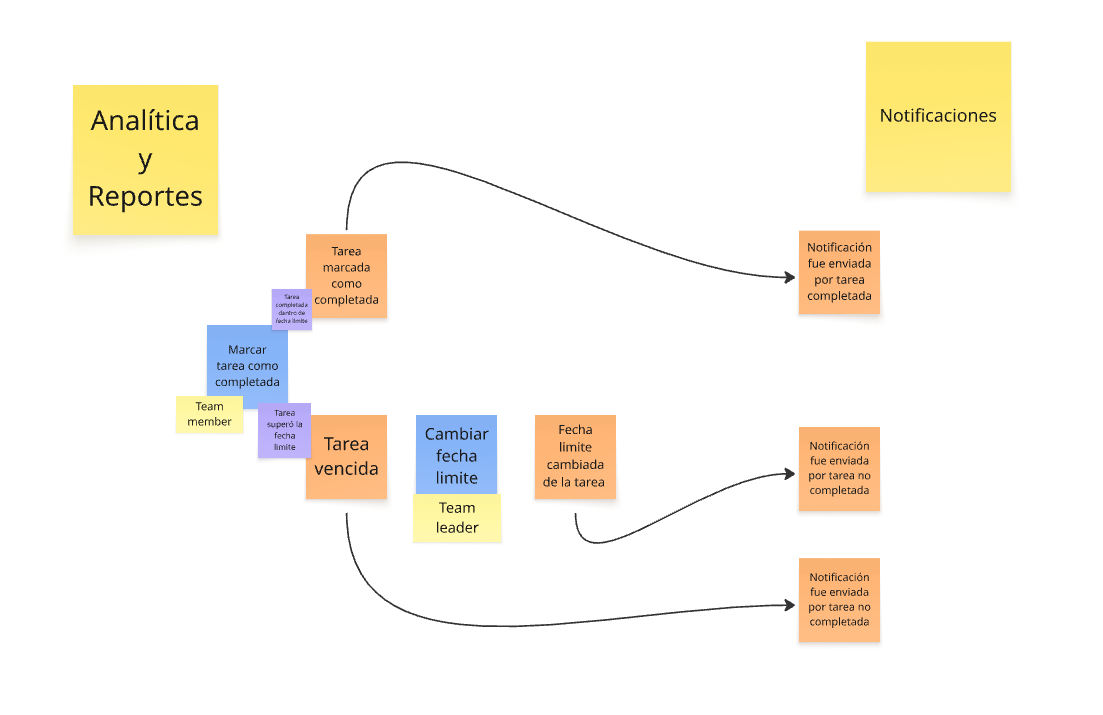 Analítica
y
Reportes
Notificaciones
Tarea
marcada
como
completada
Notificación
fue enviada
por tarea
completada
Tarea
completada
dentro de
fecha limite
Marcar
tarea como
completada
Team
member
Tarea
superó la
fecha
limite
Tarea
vencida
Cambiar
fecha
limite
Team
leader
Fecha
limite
cambiada
de la tarea
Notificación
fue enviada
por tarea no
completada
Notificación
fue enviada
por tarea no
completada